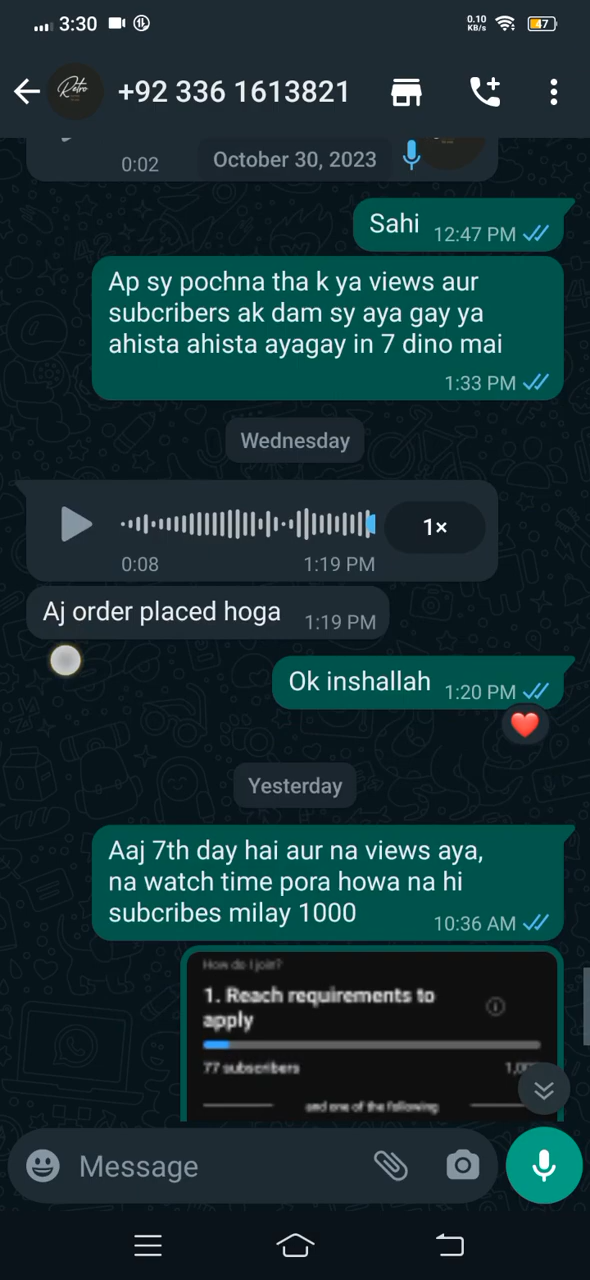 3:30
0.10
KB/s
47
Retro
+92 336 1613821
0:02
October 30, 2023
Sahi
12:47 PM
Ap sy pochna tha k ya views aur
subcribers ak dam sy aya gay ya
ahista ahista ayagay in 7 dino mai
1:33 PM
Wednesday
1×
0:08
1:19 PM
Aj order placed hoga
1:19 PM
Ok inshallah
1:20 PM
Yesterday
Aaj 7th day hai aur na views aya,
na watch time pora howa na hi
subcribes milay 1000
10:36 AM
How do I join?
1. Reach requirements to
apply
77 subscribers
and one of the following
Message